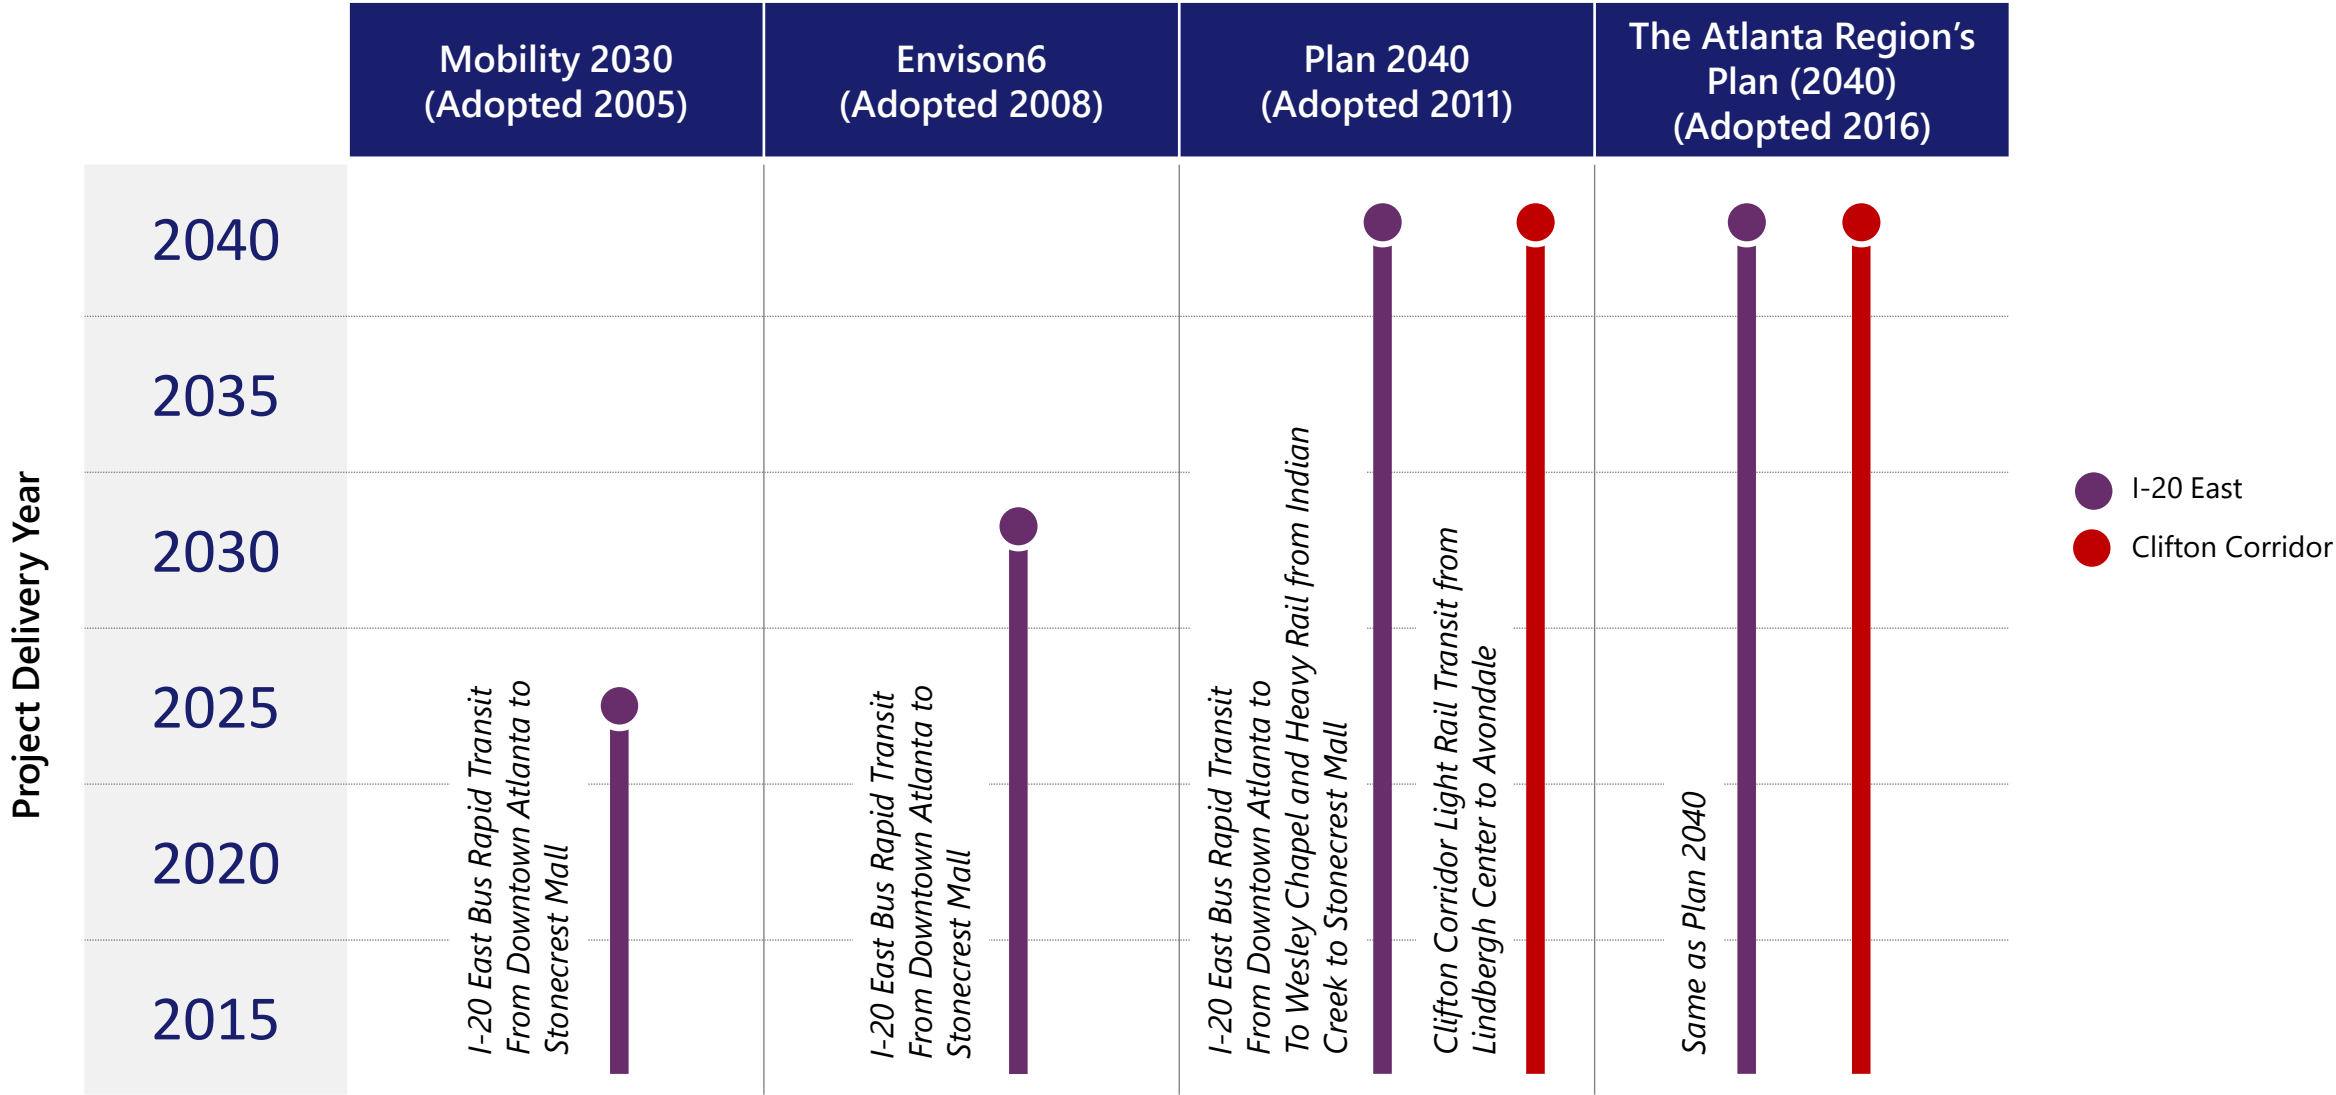 Mobility 2030
(Adopted 2005)
Envison6
(Adopted 2008)
Plan 2040
(Adopted 2011)
The Atlanta Region’s
Plan (2040)
(Adopted 2016)
Project Delivery Year
2040
2035
2030
2025
2020
2015
I-20 East Bus Rapid Transit
From Downtown Atlanta to
Stonecrest Mall
I-20 East Bus Rapid Transit
From Downtown Atlanta to
Stonecrest Mall
I-20 East Bus Rapid Transit
From Downtown Atlanta to
To Wesley Chapel and Heavy Rail from Indian
Creek to Stonecrest Mall
Clifton Corridor Light Rail Transit from
Lindbergh Center to Avondale
Same as Plan 2040
I-20 East
Clifton Corridor